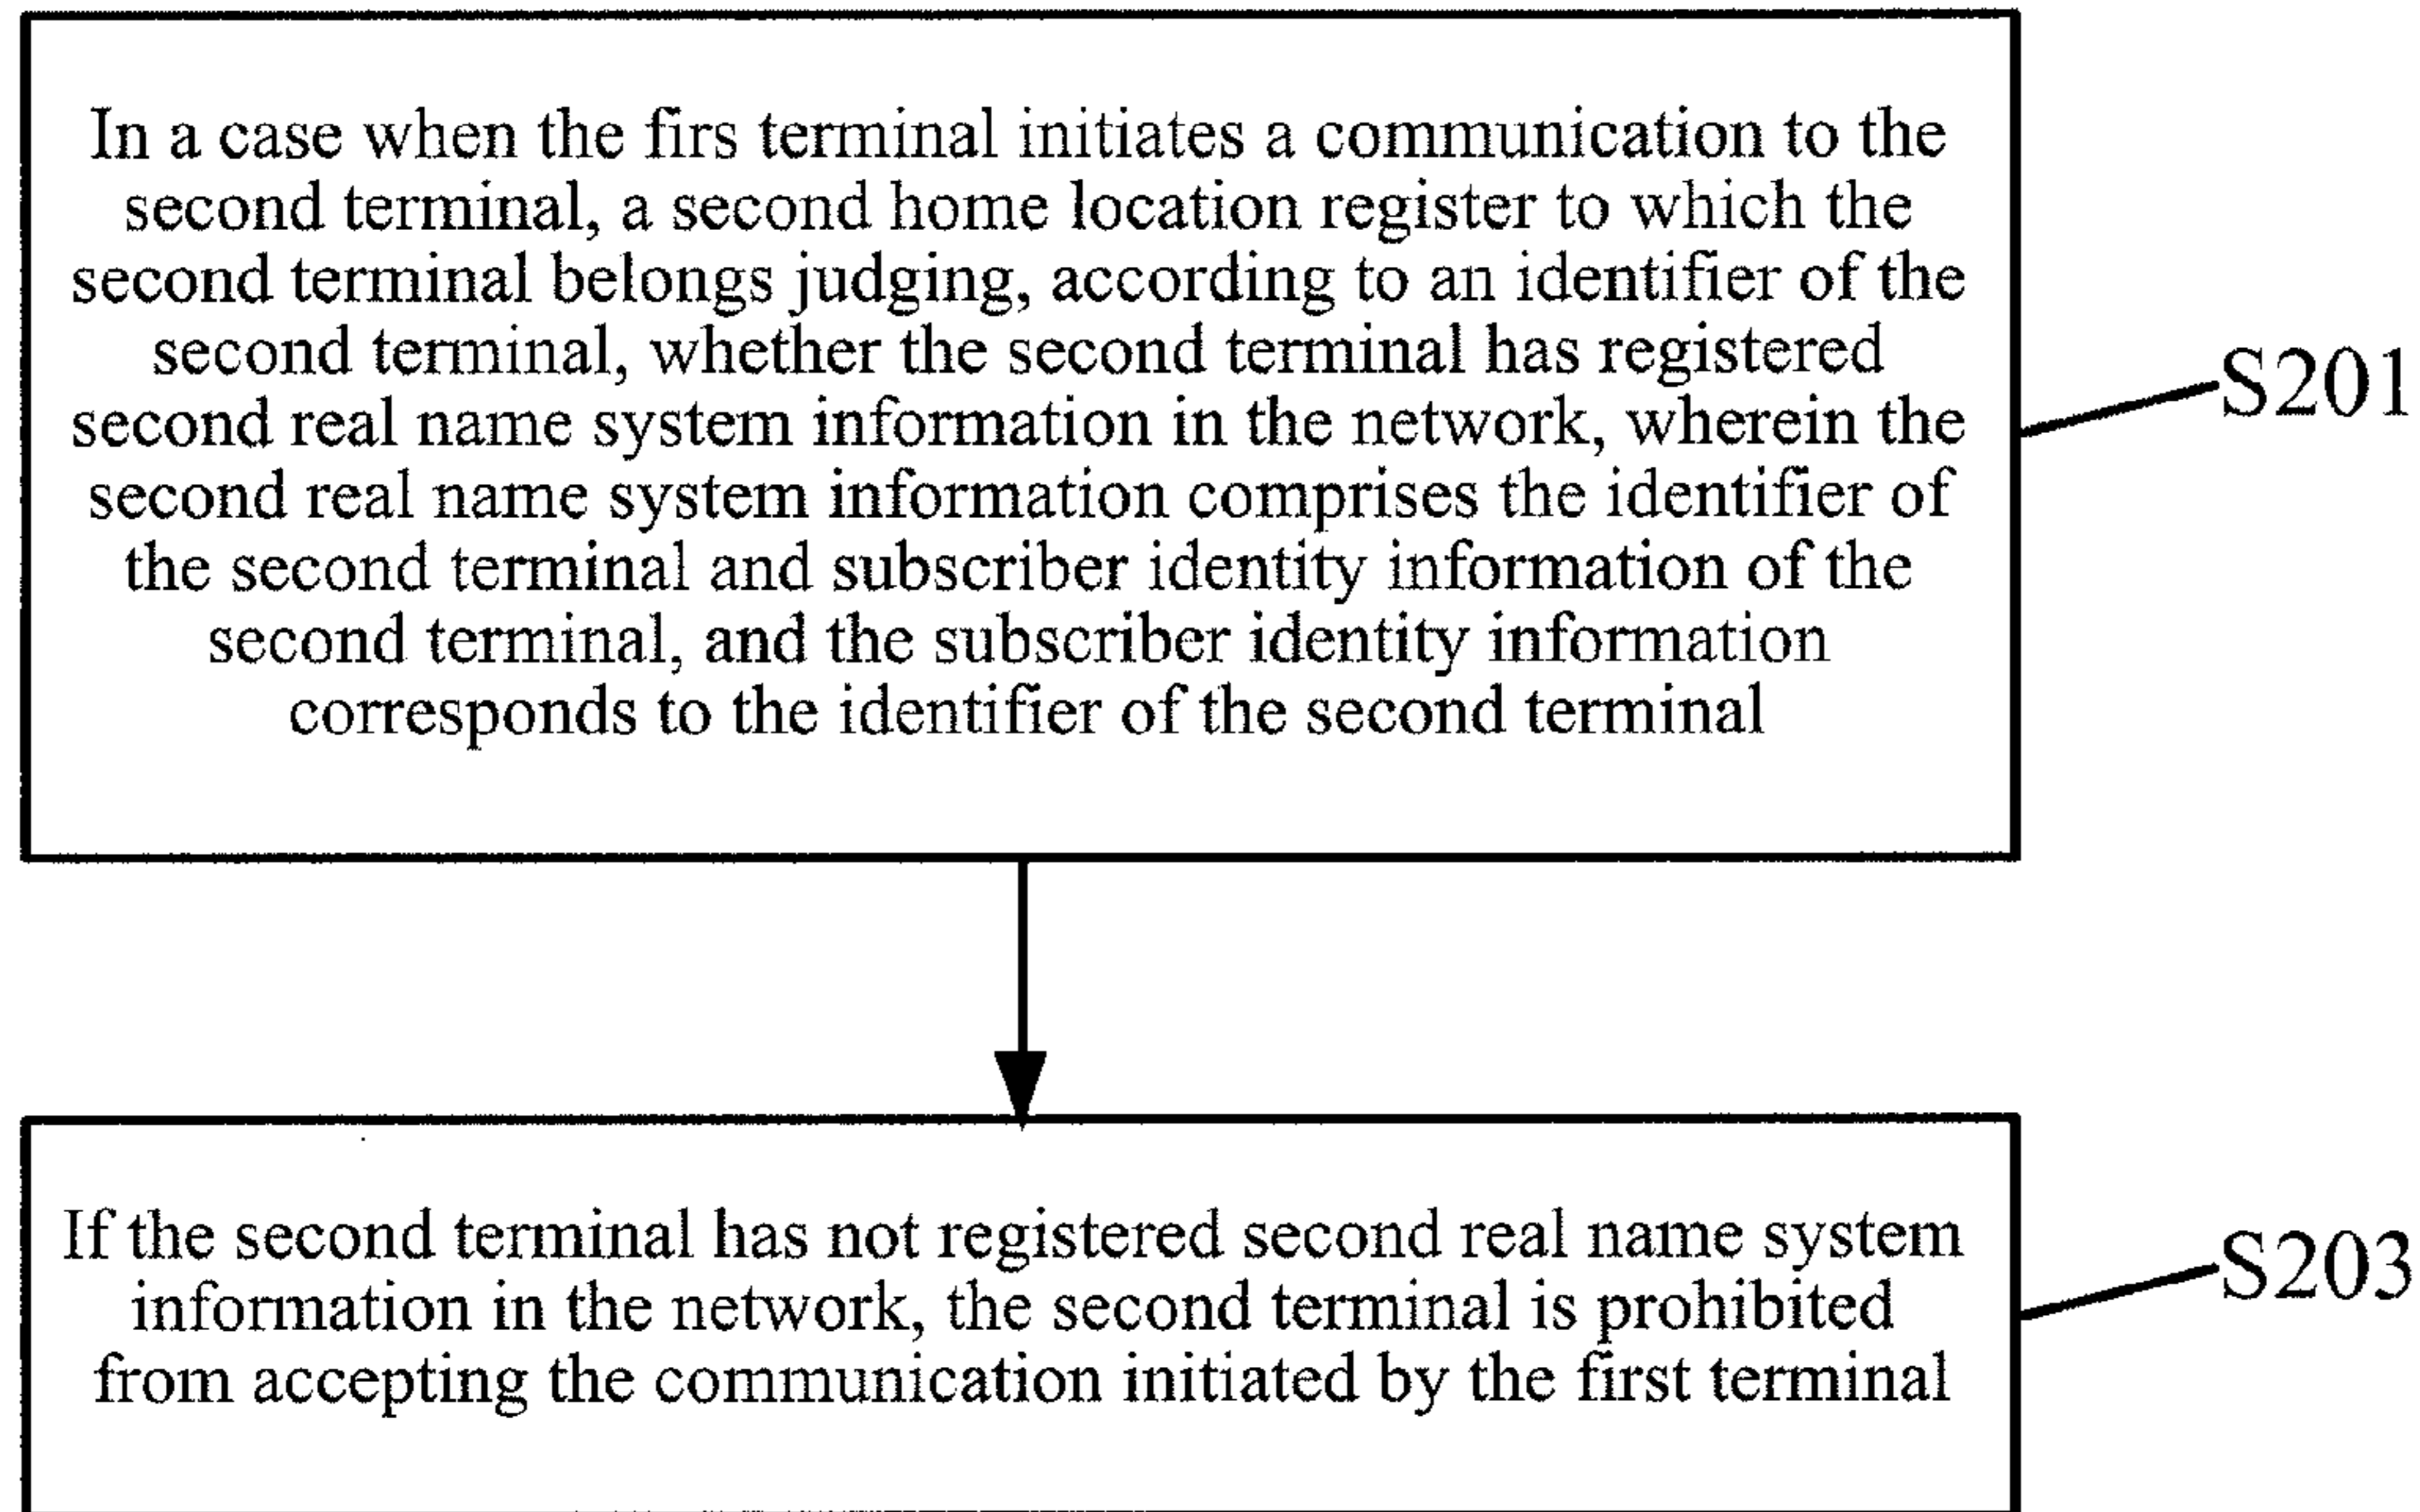 In a case when the firs terminal initiates a communication to the
second terminal, a second home location register to which the
second terminal belongs judging, according to an identifier of the
second terminal, whether the second terminal has registered
second real name system information in the network, wherein the
second real name system information comprises the identifier of
the second terminal and subscriber identity information of the
second terminal, and the subscriber identity information
corresponds to the identifier of the second terminal
S201
If the second terminal has not registered second real name system
information in the network, the second terminal is prohibited
from accepting the communication initiated by the first terminal
S203